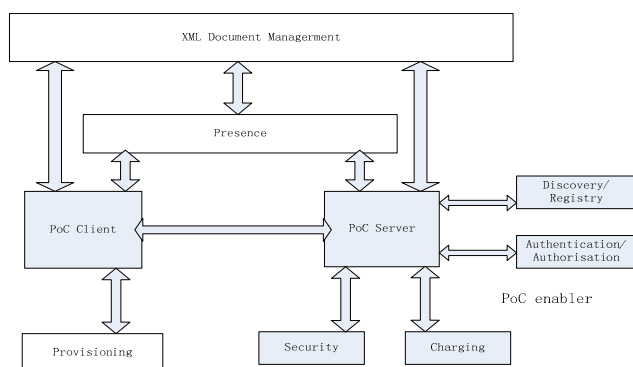 XML Document Managerment
Presence
PoC Client
PoC Server
Discovery/
Registry
Authentication/
Authorisation
PoC enabler
Provisioning
Security
Charging